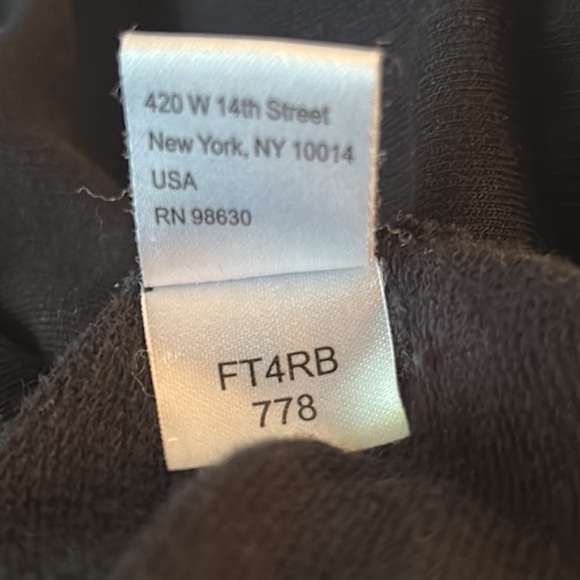 420 W 14th Street
New York, NY 10014
USA
RN 98630
FT4RB
778